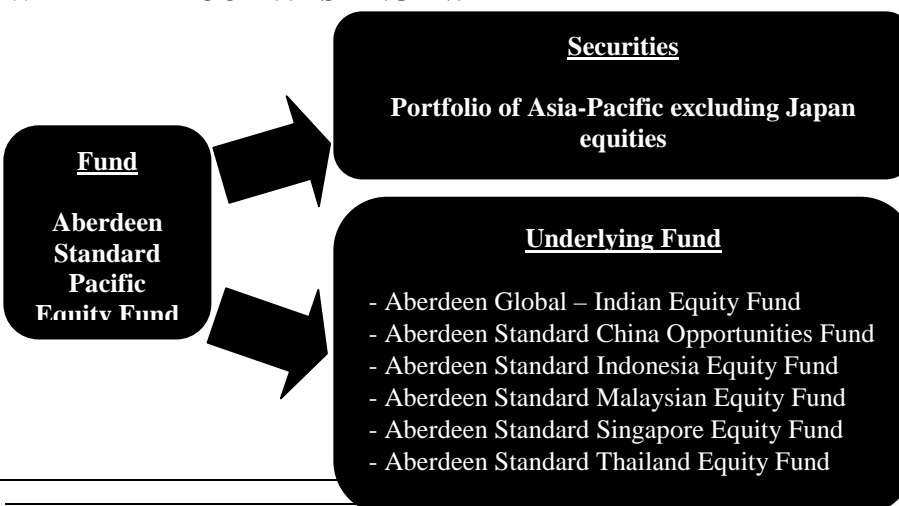 Fund
Aberdeen
Standard
Pacific
Equity Fund
Securities
Portfolio of Asia-Pacific excluding Japan
equities
Underlying Fund
- Aberdeen Global – Indian Equity Fund
- Aberdeen Standard China Opportunities Fund
- Aberdeen Standard Indonesia Equity Fund
- Aberdeen Standard Malaysian Equity Fund
- Aberdeen Standard Singapore Equity Fund
- Aberdeen Standard Thailand Equity Fund